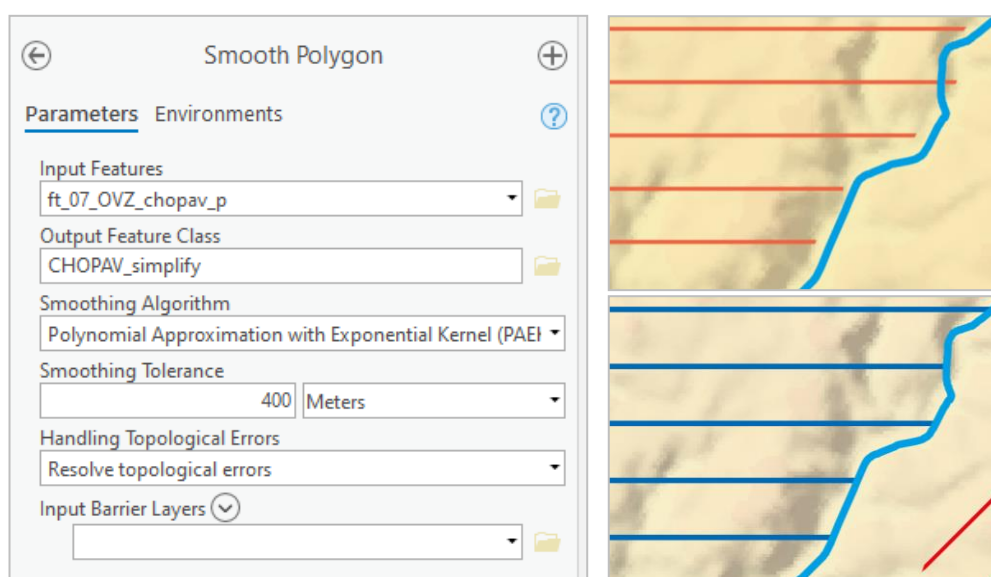 Smooth Polygon
Parameters Environments
Input Features
ft_07_OVZ_chopav_p
Output Feature Class
CHOPAV_simplify
Smoothing Algorithm
Polynomial Approximation with Exponential Kernel (PAEK
Smoothing Tolerance
400 Meters
Handling Topological Errors
Resolve topological errors
Input Barrier Layers